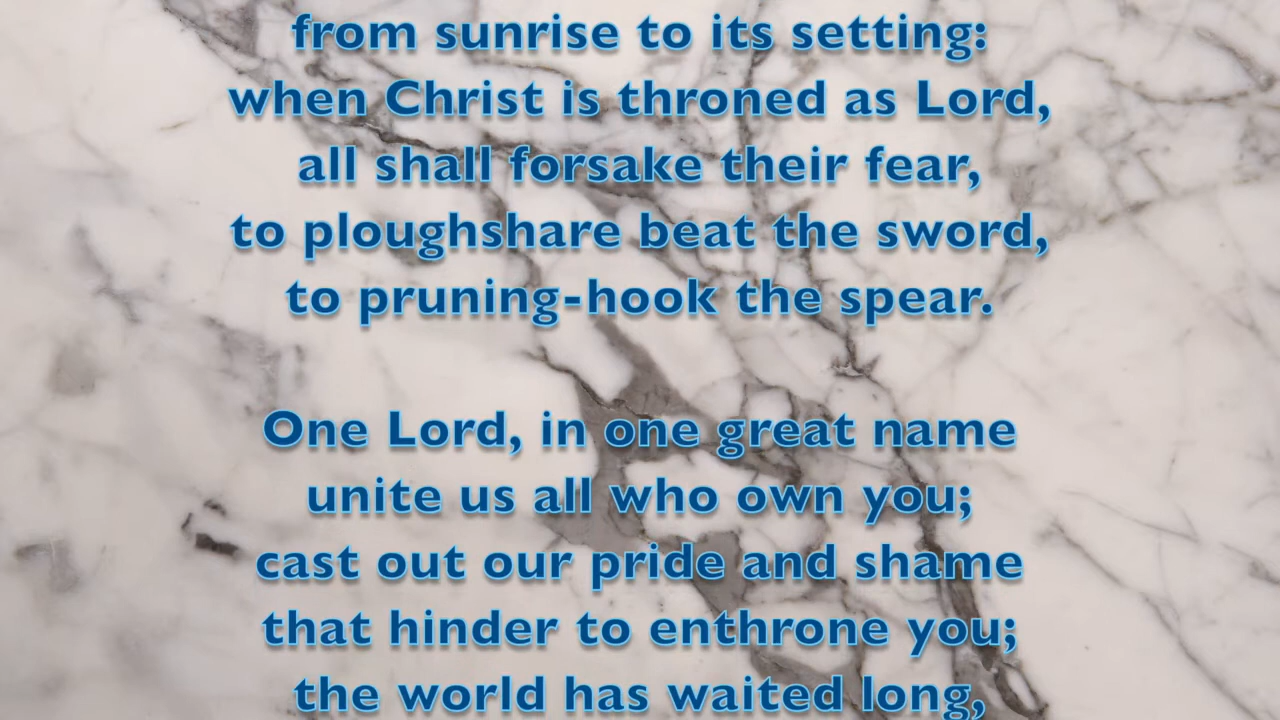 from sunrise to its setting:
when Christ is throned as Lord,
all shall forsake their fear,
to ploughshare beat the sword,
to pruning-hook the spear.
One Lord, in one great name
unite us all who own you;
cast out our pride and shame
that hinder to enthrone you;
the world has waited long,